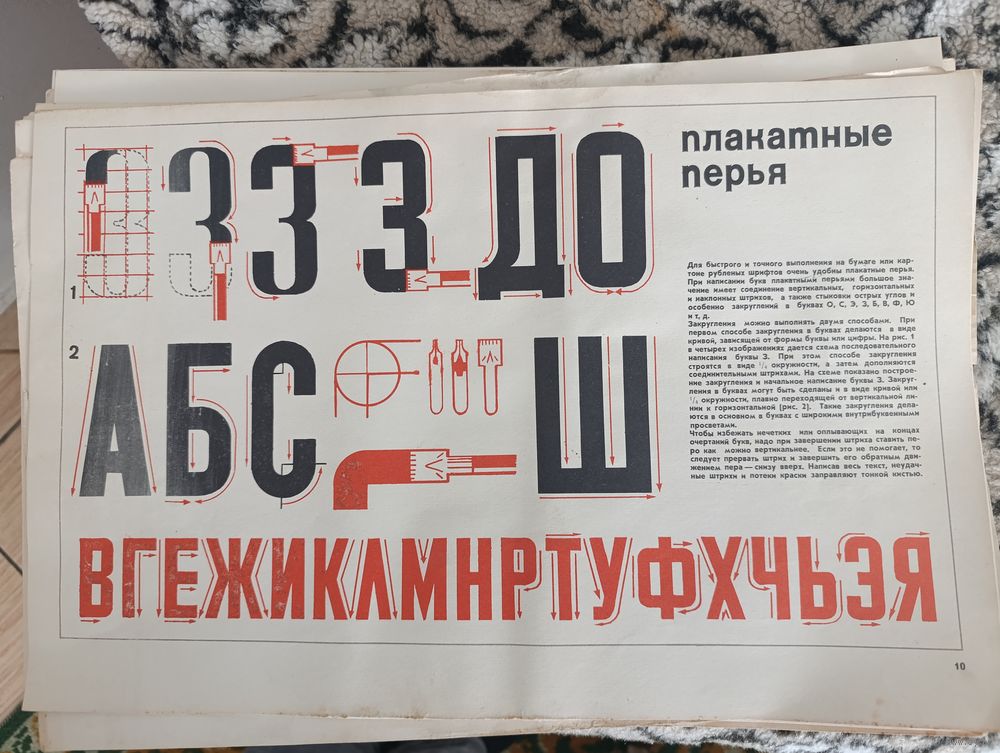 плакатные
перья
1
З З З З Д О
Для быстрого и точного выполнения на бумаге или кар-
тоне рубленых шрифтов очень удобны плакатные перья.
При написании букв плакатными перьями большое зна-
чение имеет соединение вертикальных, горизонтальных
и наклонных штрихов, а также стыковки острых углов и
особенно закруглений в буквах О, С, Э, З, Б, В, Ф, Ю
и т. д.
Закругления можно выполнять двумя способами. При
первом способе закругления в буквах делаются в виде
кривой, зависящей от формы буквы или цифры. На рис. 1
в четырех изображениях дается схема последовательного
написания буквы З. При этом способе закругления
строятся в виде ¼ окружности, а затем дополняются
соединительными штрихами. На схеме показано построе-
ние закругления и начальное написание буквы З. Закруг-
ления в буквах могут быть сделаны и в виде кривой или
¼ окружности, плавно переходящей от вертикальной ли-
нии к горизонтальной (рис. 2). Такие закругления дела-
ются в основном в буквах с широкими внутрибуквенными
просветами.
Чтобы избежать нечетких или оплывающих на концах
очертаний букв, надо при завершении штриха ставить пе-
ро как можно вертикальнее. Если это не помогает, то
следует прервать штрих и завершить его обратным дви-
жением пера — снизу вверх. Написав весь текст, неудач-
ные штрихи и потеки краски заправляют тонкой кистью.
2
АБС Ш
ВГЕЖИКЛМНРТУФХЧЬЭЯ
10